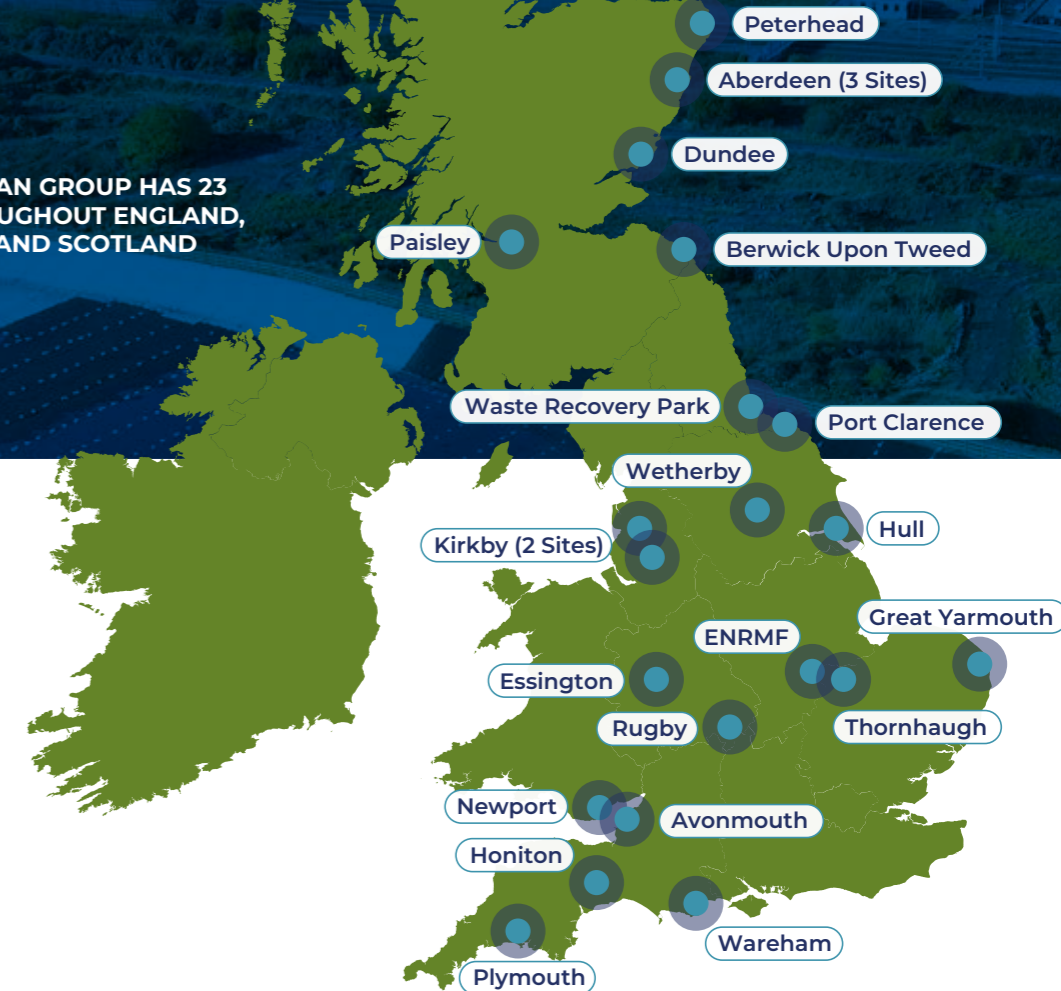 Peterhead
Aberdeen (3 Sites)
Dundee
AN GROUP HAS 23
UGHOUT ENGLAND,
AND SCOTLAND
Paisley
Berwick Upon Tweed
Waste Recovery Park
Port Clarence
Wetherby
Hull
Kirkby (2 Sites)
Great Yarmouth
ENRMF
Essington
Rugby
Thornhaugh
Newport
Avonmouth
Honiton
Wareham
Plymouth